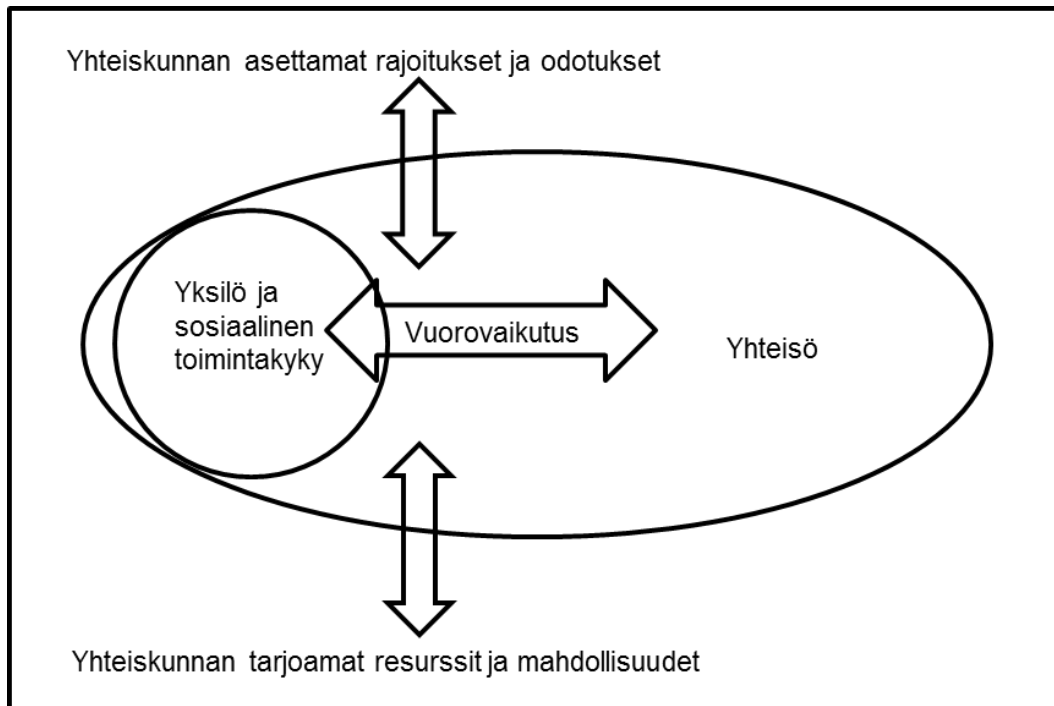 Yhteiskunnan asettamat rajoitukset ja odotukset
Yksilö ja
sosiaalinen
toimintakyky
Vuorovaikutus
Yhteisö
Yhteiskunnan tarjoamat resurssit ja mahdollisuudet